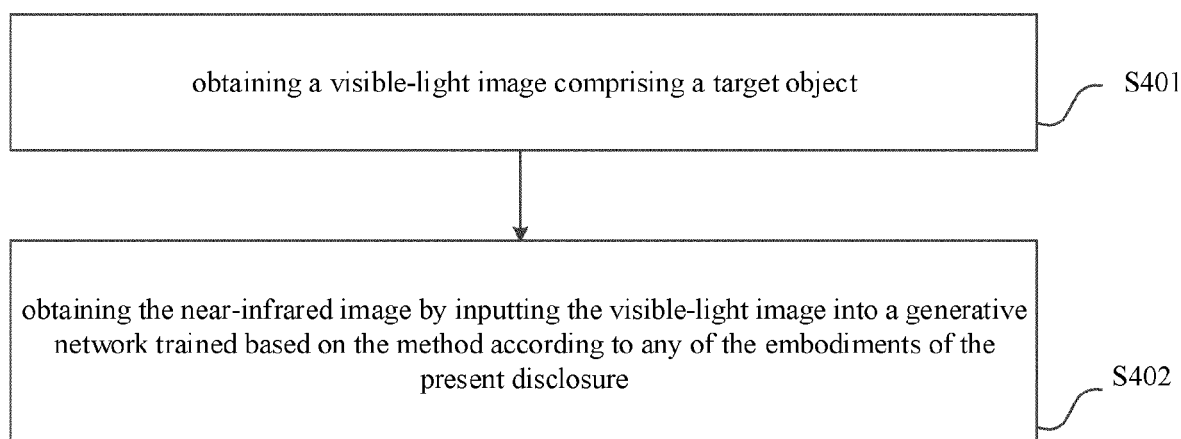 obtaining a visible-light image comprising a target object
S401
obtaining the near-infrared image by inputting the visible-light image into a generative
network trained based on the method according to any of the embodiments of the
present disclosure
S402